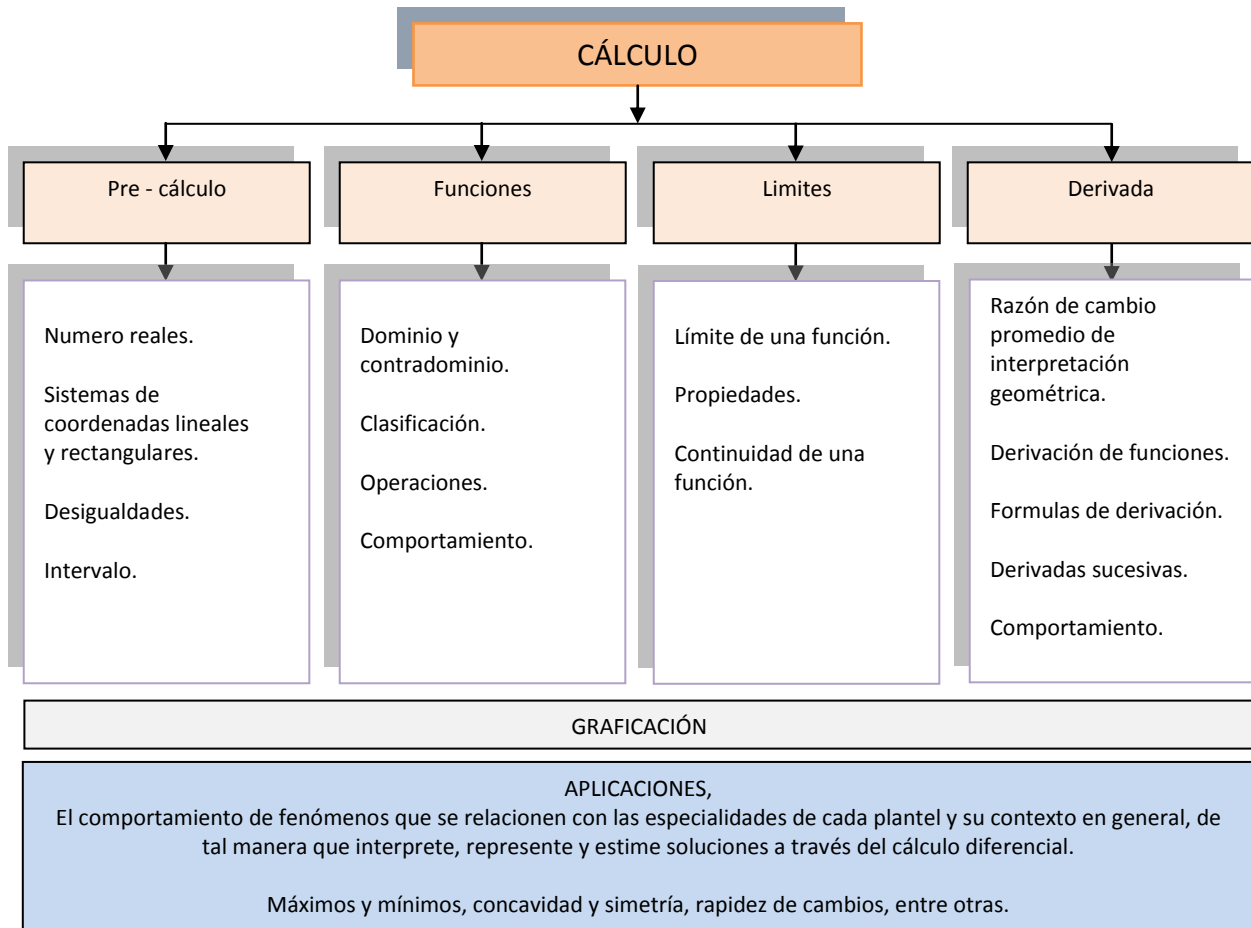 CÁLCULO
Pre - cálculo
Funciones
Limites
Derivada
Numero reales.
Sistemas de
coordenadas lineales
y rectangulares.
Desigualdades.
Intervalo.
Dominio y
contradominio.
Clasificación.
Operaciones.
Comportamiento.
Límite de una función.
Propiedades.
Continuidad de una
función.
Razón de cambio
promedio de
interpretación
geométrica.
Derivación de funciones.
Formulas de derivación.
Derivadas sucesivas.
Comportamiento.
GRAFICACIÓN
APLICACIONES,
El comportamiento de fenómenos que se relacionen con las especialidades de cada plantel y su contexto en general, de
tal manera que interprete, represente y estime soluciones a través del cálculo diferencial.
Máximos y mínimos, concavidad y simetría, rapidez de cambios, entre otras.